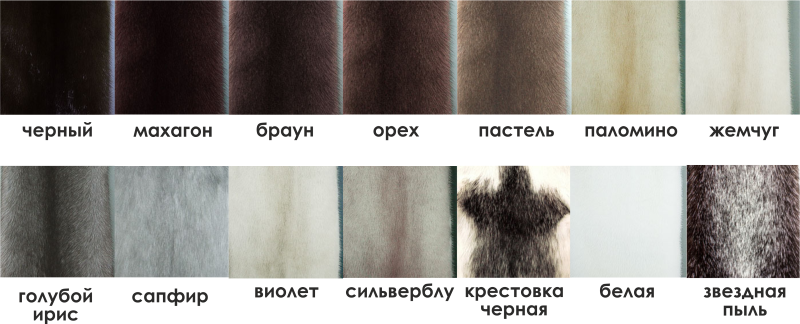 черный махагон браун орех пастель паломино жемчуг
голубой ирис сапфир виолет сильверблу крестовка черная белая звездная пыль